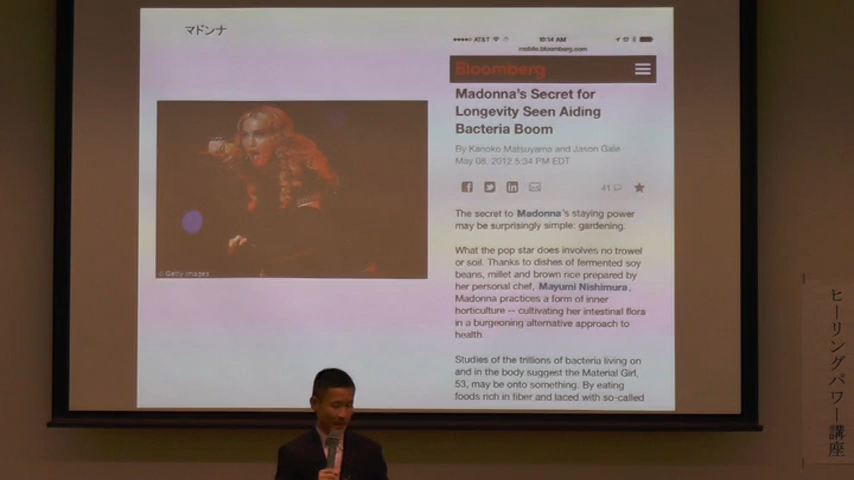 マドンナ
AT&T
10:14 AM
mobile.bloomberg.com
Bloomberg
Madonna's Secret for
Longevity Seen Aiding
Bacteria Boom
By Kanoko Matsuyama and Jason Gale
May 08, 2012 5:34 PM EDT
41
The secret to Madonna's staying power
may be surprisingly simple: gardening.
What the pop star does involves no trowel
or soil. Thanks to dishes of fermented soy
beans, millet and brown rice prepared by
her personal chef, Mayumi Nishimura,
Madonna practices a form of inner
horticulture -- cultivating her intestinal flora
in a burgeoning alternative approach to
health.
Studies of the trillions of bacteria living on
and in the body suggest the Material Girl,
53, may be onto something. By eating
foods rich in fiber and laced with so-called
© Getty Images
ヒーリングパワー講座